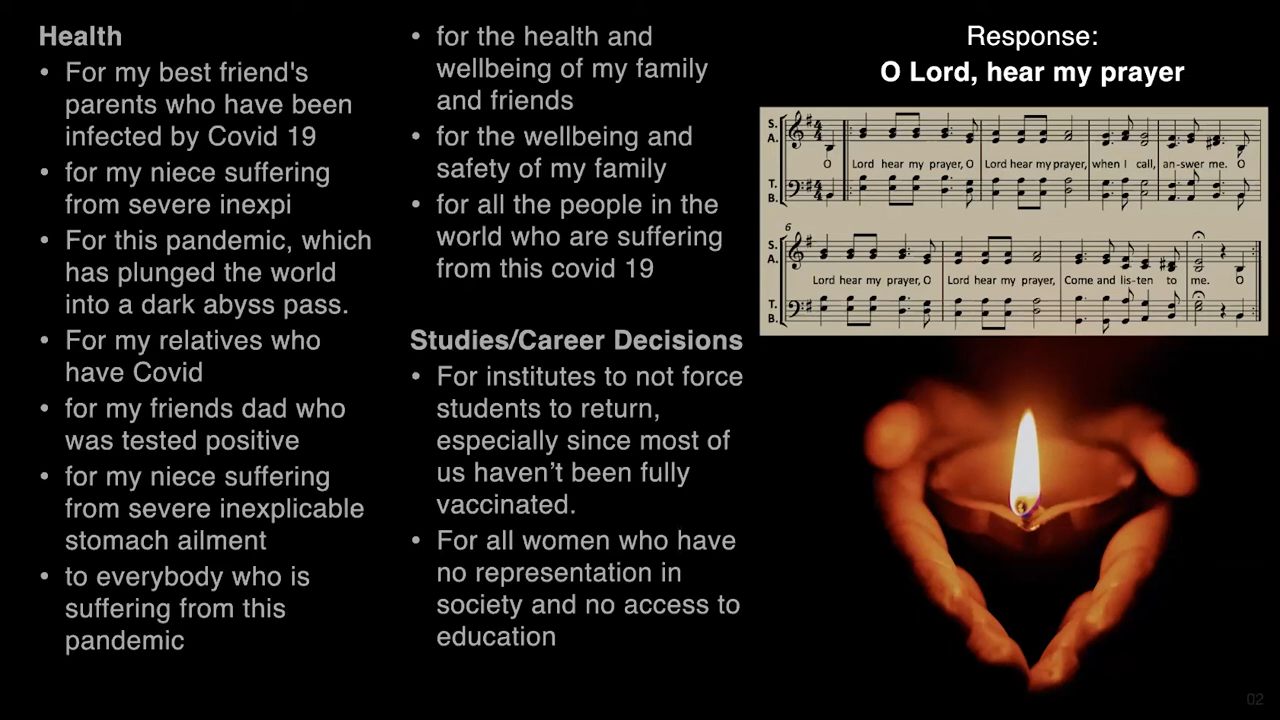 Health
• For my best friend's
parents who have been
infected by Covid 19
• for my niece suffering
from severe inexpi
• For this pandemic, which
has plunged the world
into a dark abyss pass.
• For my relatives who
have Covid
• for my friends dad who
was tested positive
• for my niece suffering
from severe inexplicable
stomach ailment
• to everybody who is
suffering from this
pandemic
• for the health and
wellbeing of my family
and friends
• for the wellbeing and
safety of my family
• for all the people in the
world who are suffering
from this covid 19
Studies/Career Decisions
• For institutes to not force
students to return,
especially since most of
us haven’t been fully
vaccinated.
• For all women who have
no representation in
society and no access to
education
Response:
O Lord, hear my prayer
S.
A.
O Lord hear my prayer, O Lord hear my prayer, when I call, an-swer me. O
T.
B.
6
S.
A.
Lord hear my prayer, O Lord hear my prayer, Come and lis-ten to me. O
T.
B.
02